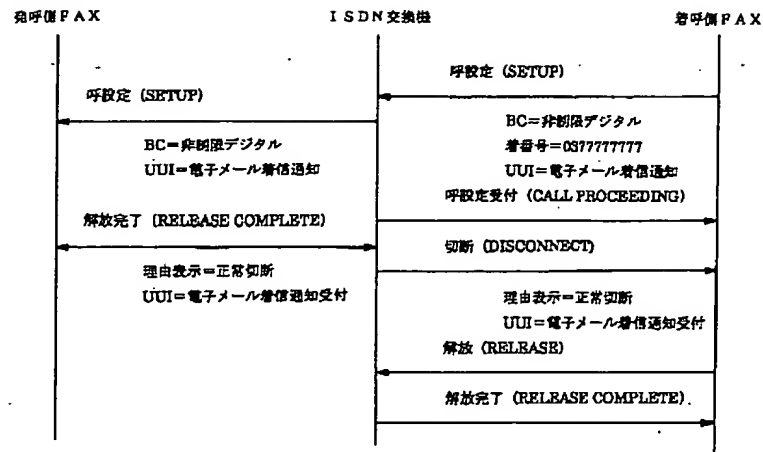 発呼側FAX
ISDN交換機
着呼側FAX
呼設定 (SETUP)
呼設定 (SETUP)
BC=非制限デジタル
UUI=電子メール着信通知
BC=非制限デジタル
着番号=0377777777
UUI=電子メール着信通知
呼設定受付 (CALL PROCEEDING)
解放完了 (RELEASE COMPLETE)
切断 (DISCONNECT)
理由表示=正常切断
UUI=電子メール着信通知受付
理由表示=正常切断
UUI=電子メール着信通知受付
解放 (RELEASE)
解放完了 (RELEASE COMPLETE)